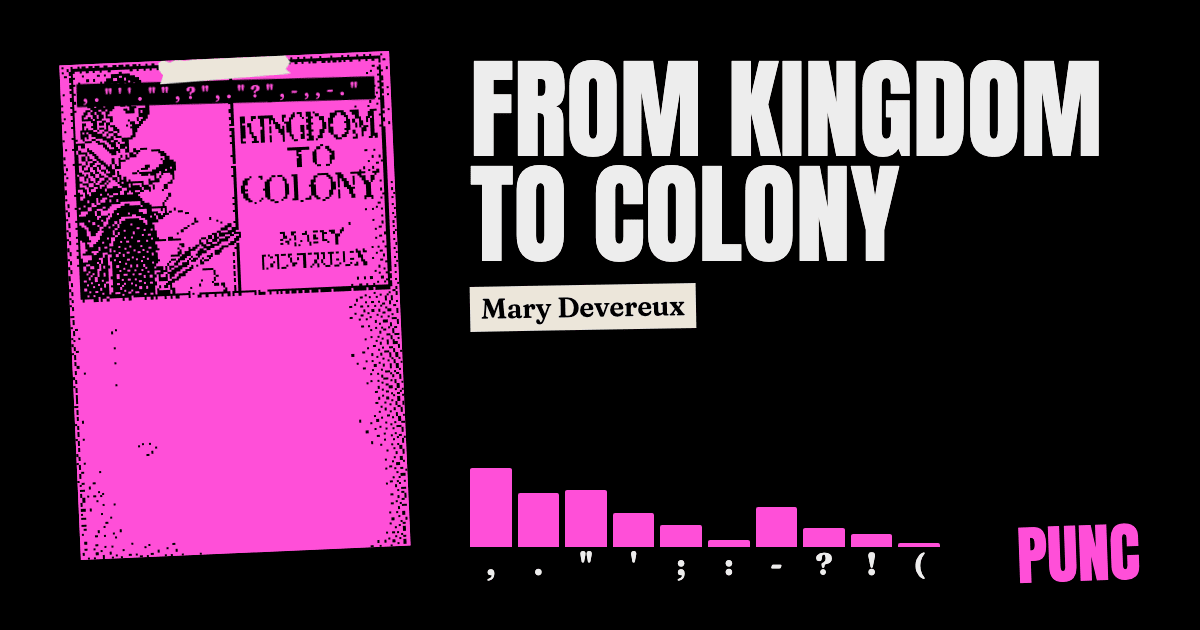 ,."''.'"",?",."?",-,,-."
KINGDOM
TO
COLONY
MARY
DEVEREUX
FROM KINGDOM
TO COLONY
Mary Devereux
, . " ' ; : - ? ! (
PUNC